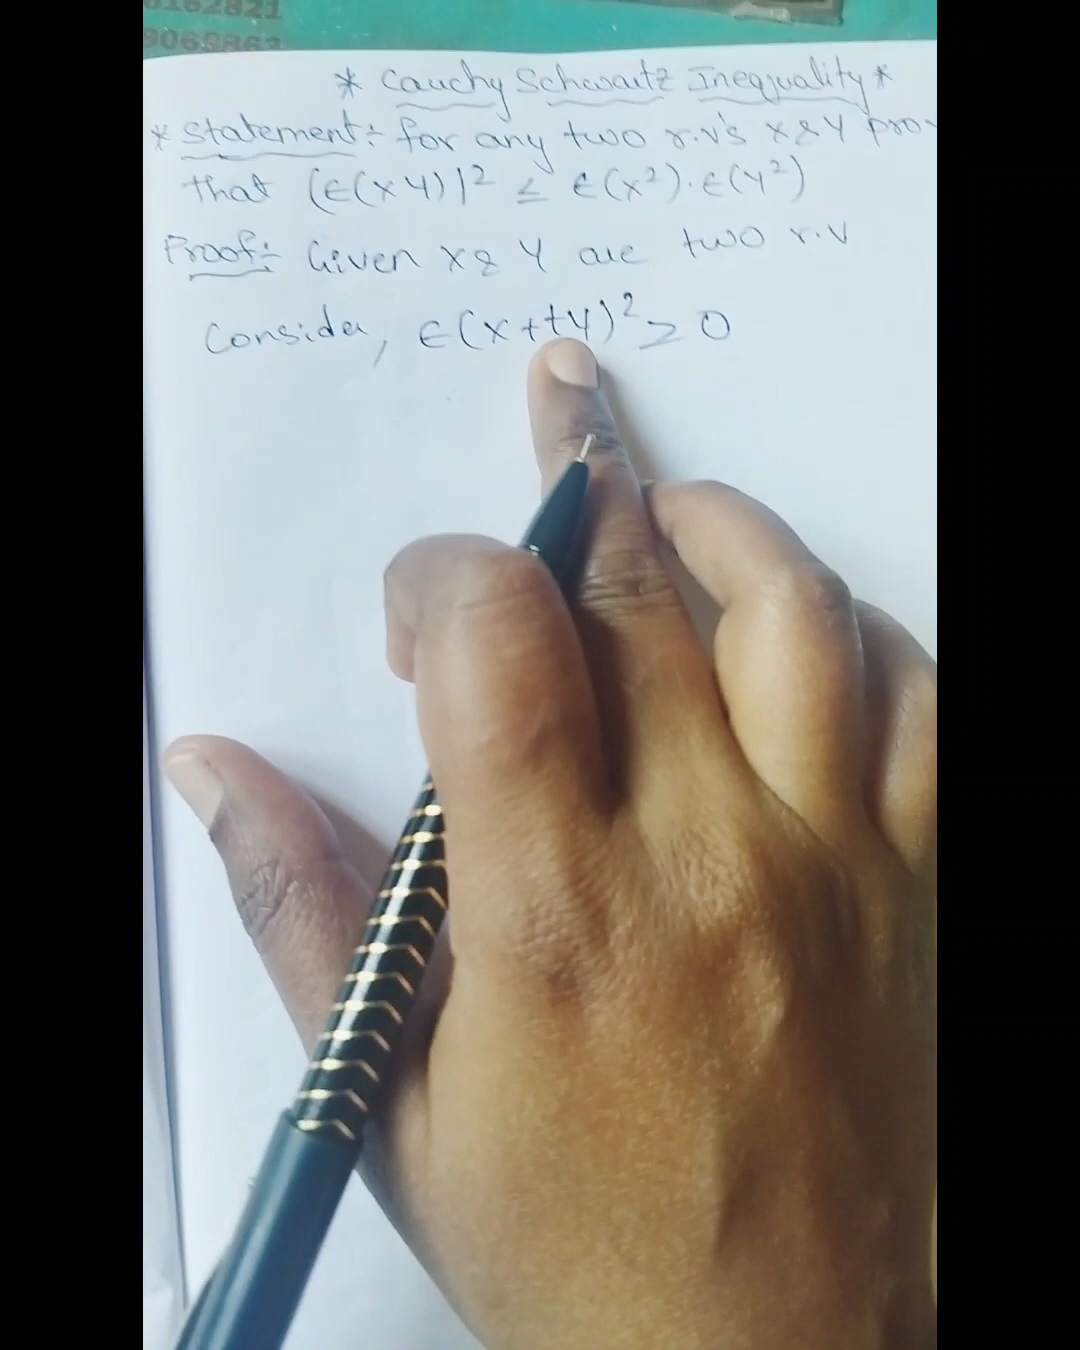 9069863
* Cauchy Schwartz Inequality *
* Statement:- for any two r.v's X & Y
that (E(XY))² ≤ E(X²).E(Y²)
Proof:- Given X & Y are two r.v
Consider, E(X+tY)² ≥ 0